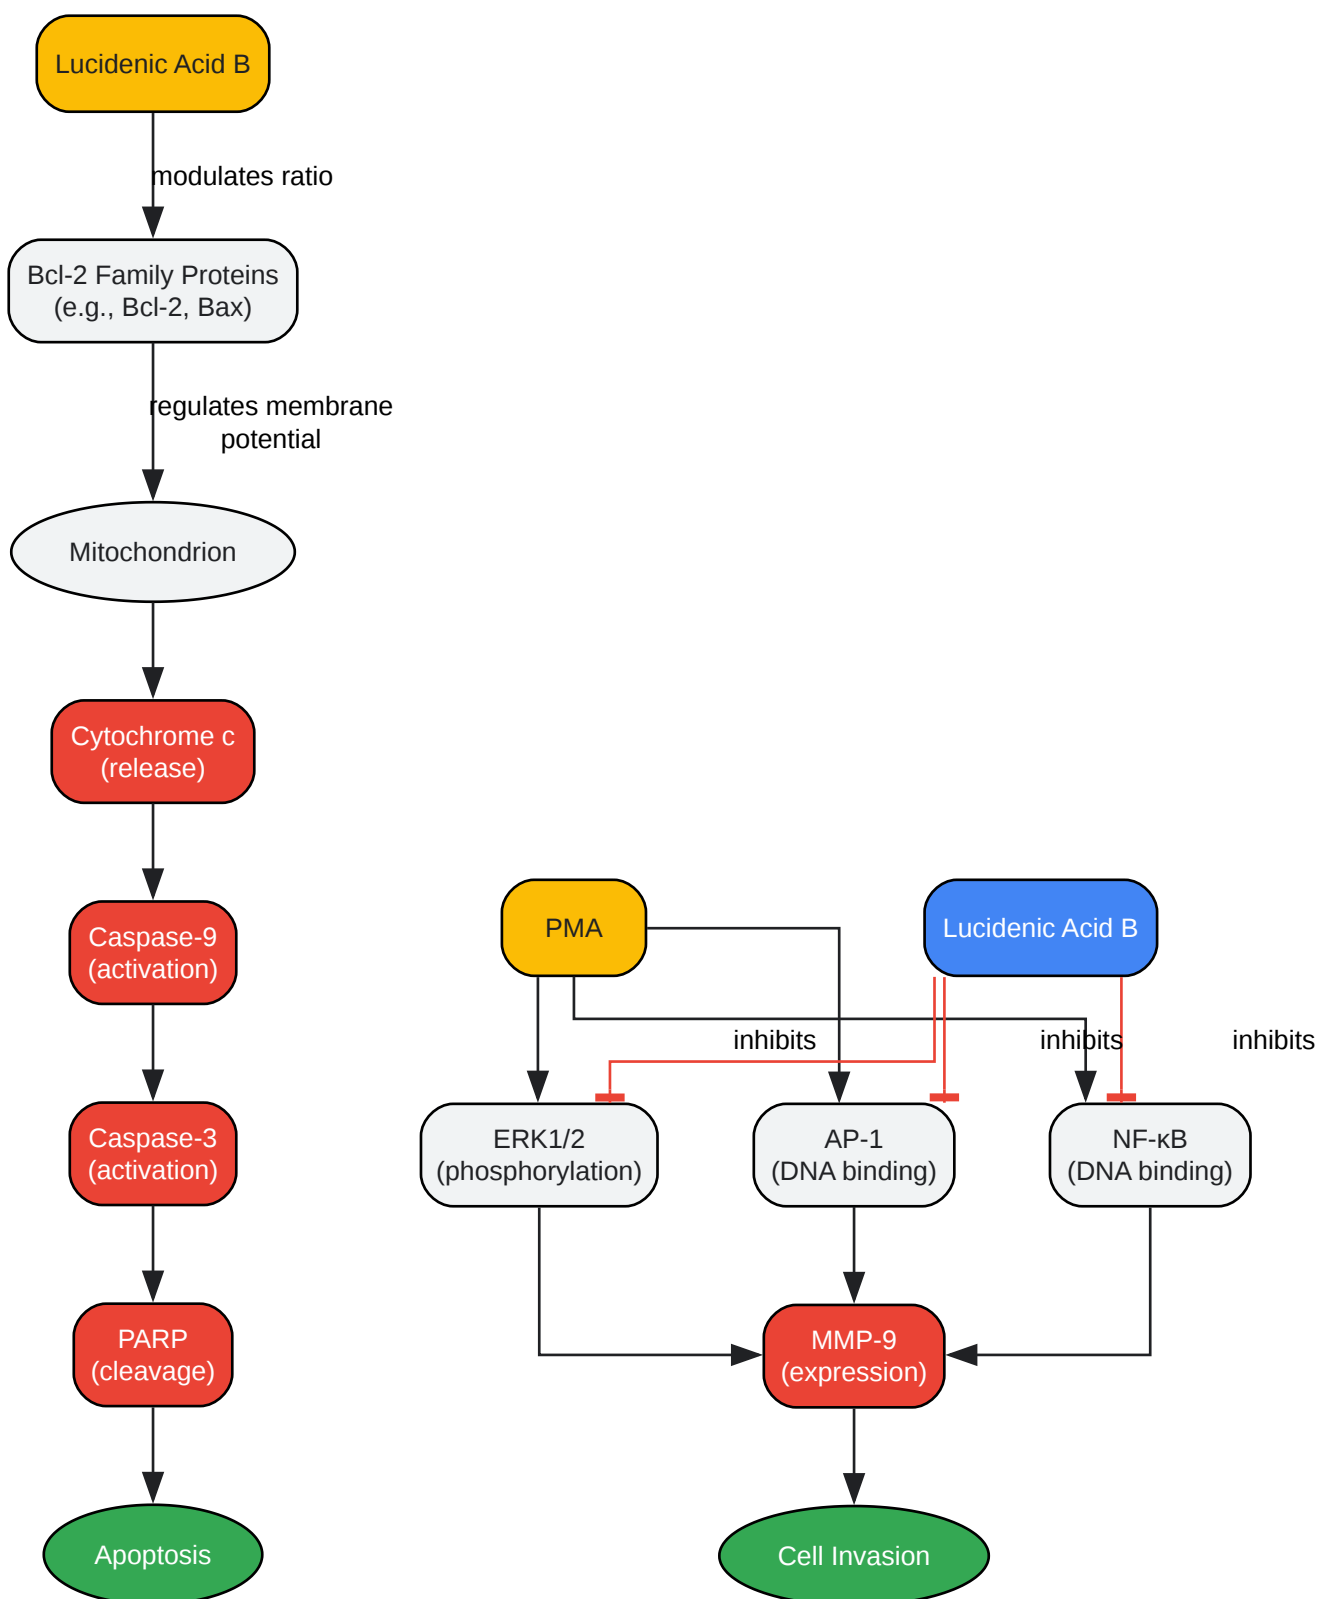 Lucidenic Acid B
modulates ratio
Bcl-2 Family Proteins
(e.g., Bcl-2, Bax)
regulates membrane
potential
Mitochondrion
Cytochrome c
(release)
Caspase-9
(activation)
Caspase-3
(activation)
PARP
(cleavage)
Apoptosis
PMA
Lucidenic Acid B
inhibits
inhibits
inhibits
ERK1/2
(phosphorylation)
AP-1
(DNA binding)
NF-κB
(DNA binding)
MMP-9
(expression)
Cell Invasion